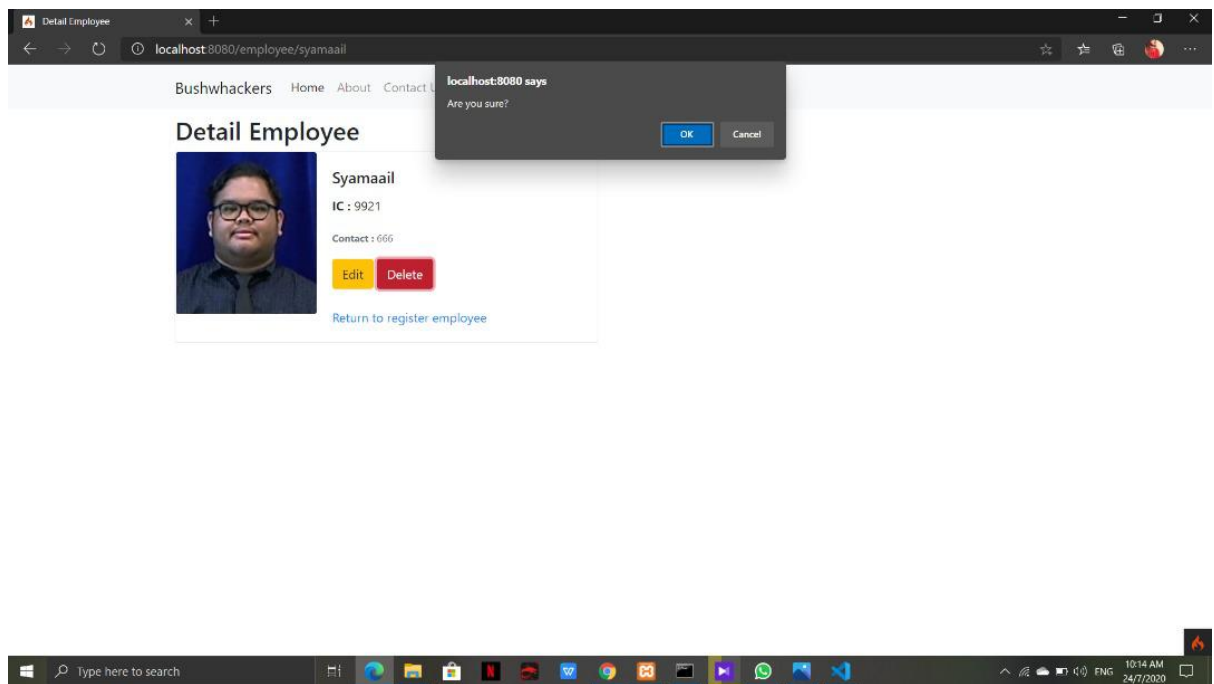 Detail Employee
localhost:8080/employee/syamaail
Bushwhackers Home About Contact U
localhost:8080 says
Are you sure?
OK Cancel
Detail Employee
Syamaail
IC : 9921
Contact : 666
Edit Delete
Return to register employee
Type here to search
ENG 10:14 AM
24/7/2020